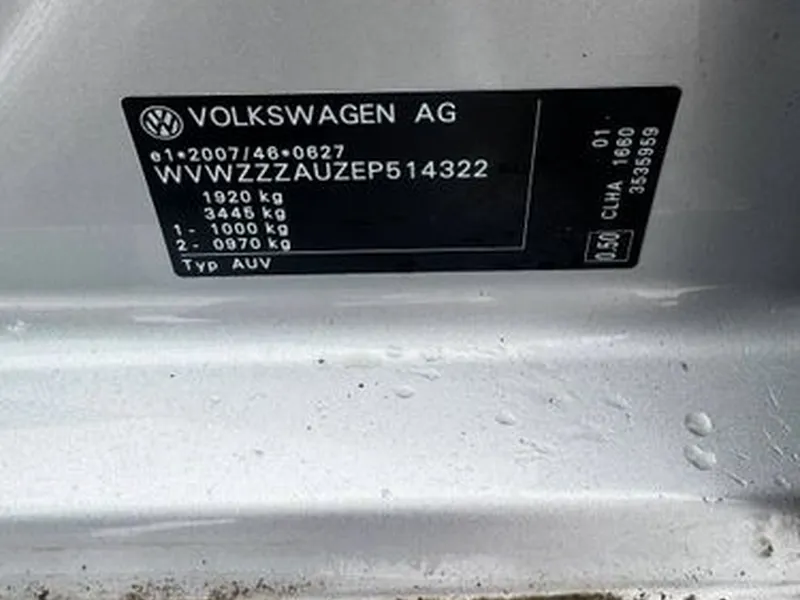 VOLKSWAGEN AG
e1*2007/46*0627
WVWZZZAUZEP514322
1920 kg
3445 kg
1- 1000 kg
2- 0970 kg
Typ AUV
01
CLHA 1660
3535959
0.50